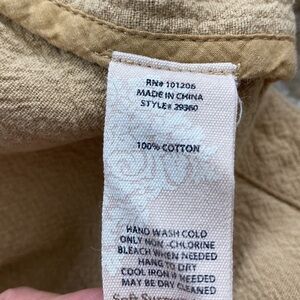 RN# 101206
MADE IN CHINA
STYLE# 29360
100% COTTON
HAND WASH COLD
ONLY NON-CHLORINE
BLEACH WHEN NEEDED
HANG TO DRY
COOL IRON IF NEEDED
MAY BE DRY CLEANED
Soft